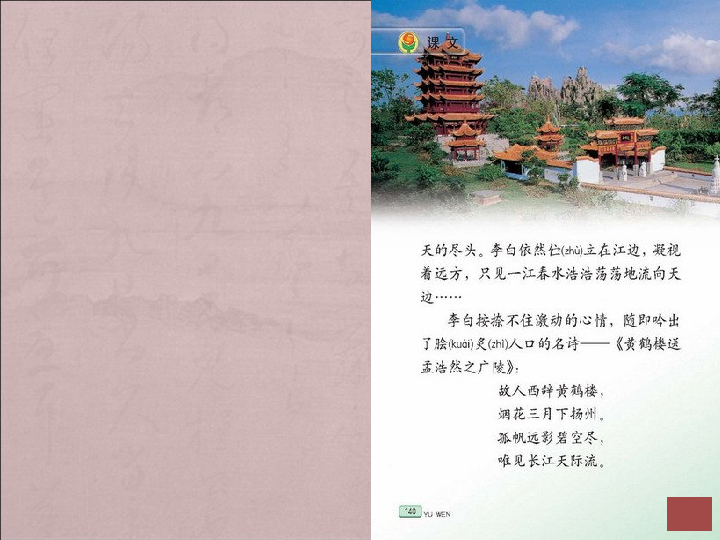 课文
天的尽头。李白依然伫(zhù)立在江边，凝视
着远方，只见一江春水浩浩荡荡地流向天
边……
李白按捺不住激动的心情，随即吟出
了脍(kuài)炙(zhì)人口的名诗——《黄鹤楼送
孟浩然之广陵》：
故人西辞黄鹤楼，
烟花三月下扬州。
孤帆远影碧空尽，
唯见长江天际流。
140 YU WEN